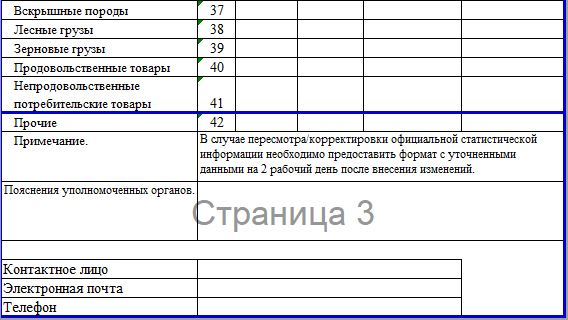 Вскрышные породы 37
Лесные грузы 38
Зерновые грузы 39
Продовольственные товары 40
Непродовольственные
потребительские товары 41
Прочие 42
Примечание. В случае пересмотра/корректировки официальной статистической
информации необходимо предоставить формат с уточненными
данными на 2 рабочий день после внесения изменений.
Пояснения уполномоченных органов.
Страница 3
Контактное лицо
Электронная почта
Телефон